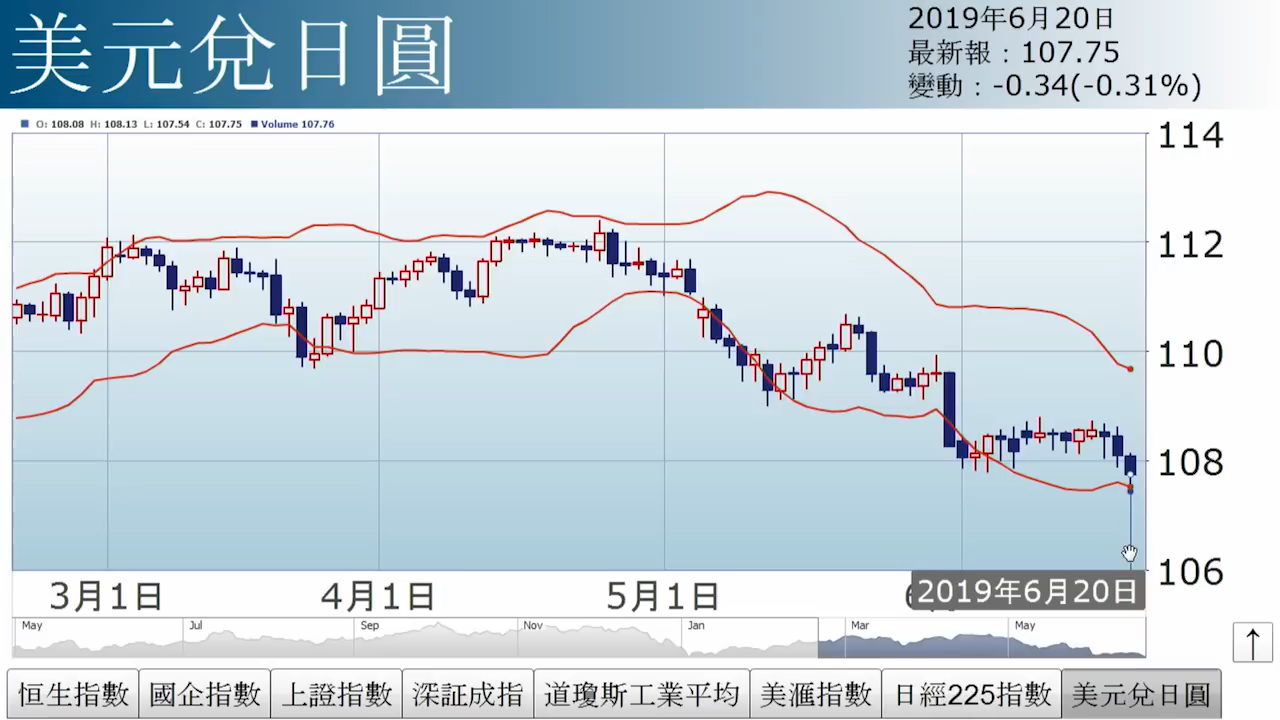 美元兌日圓
2019年6月20日
最新報：107.75
變動：-0.34(-0.31%)
O: 108.08 H: 108.13 L: 107.54 C: 107.75 Volume 107.76
114
112
110
108
106
3月1日 4月1日 5月1日 2019年6月20日
May Jul Sep Nov Jan Mar May
↑
恒生指數 國企指數 上證指數 深証成指 道瓊斯工業平均 美滙指數 日經225指數 美元兌日圓